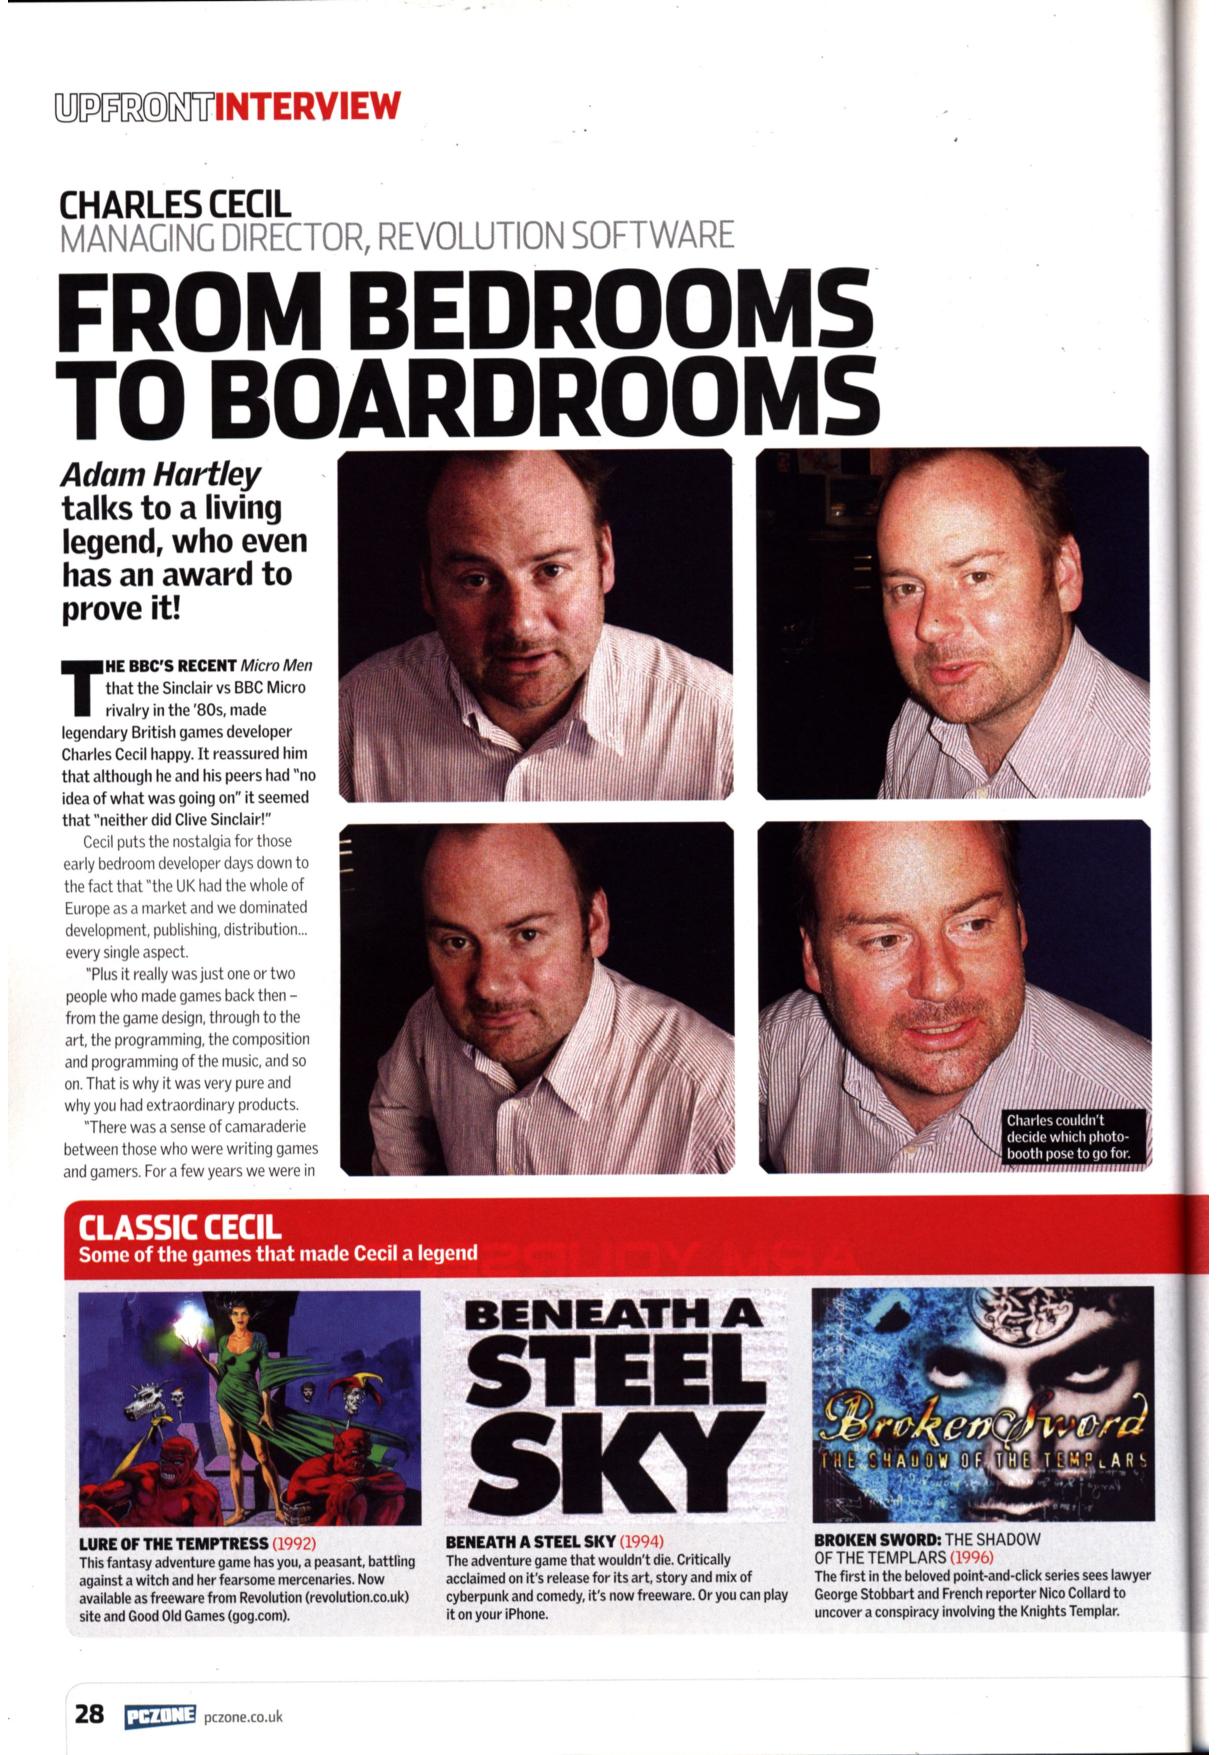 UPFRONTINTERVIEW
CHARLES CECIL
MANAGING DIRECTOR, REVOLUTION SOFTWARE
FROM BEDROOMS
TO BOARDROOMS
Adam Hartley
talks to a living
legend, who even
has an award to
prove it!
THE BBC'S RECENT Micro Men
that the Sinclair vs BBC Micro
rivalry in the '80s, made
legendary British games developer
Charles Cecil happy. It reassured him
that although he and his peers had "no
idea of what was going on" it seemed
that "neither did Clive Sinclair!"
Cecil puts the nostalgia for those
early bedroom developer days down to
the fact that "the UK had the whole of
Europe as a market and we dominated
development, publishing, distribution...
every single aspect.
"Plus it really was just one or two
people who made games back then –
from the game design, through to the
art, the programming, the composition
and programming of the music, and so
on. That is why it was very pure and
why you had extraordinary products.
"There was a sense of camaraderie
between those who were writing games
and gamers. For a few years we were in
Charles couldn't
decide which photo-
booth pose to go for.
CLASSIC CECIL
Some of the games that made Cecil a legend
LURE OF THE TEMPTRESS (1992)
This fantasy adventure game has you, a peasant, battling
against a witch and her fearsome mercenaries. Now
available as freeware from Revolution (revolution.co.uk)
site and Good Old Games (gog.com).
BENEATH A
STEEL
SKY
BENEATH A STEEL SKY (1994)
The adventure game that wouldn't die. Critically
acclaimed on it's release for its art, story and mix of
cyberpunk and comedy, it's now freeware. Or you can play
it on your iPhone.
Broken Sword
THE SHADOW OF THE TEMPLARS
BROKEN SWORD: THE SHADOW
OF THE TEMPLARS (1996)
The first in the beloved point-and-click series sees lawyer
George Stobbart and French reporter Nico Collard to
uncover a conspiracy involving the Knights Templar.
28 PCZONE pczone.co.uk